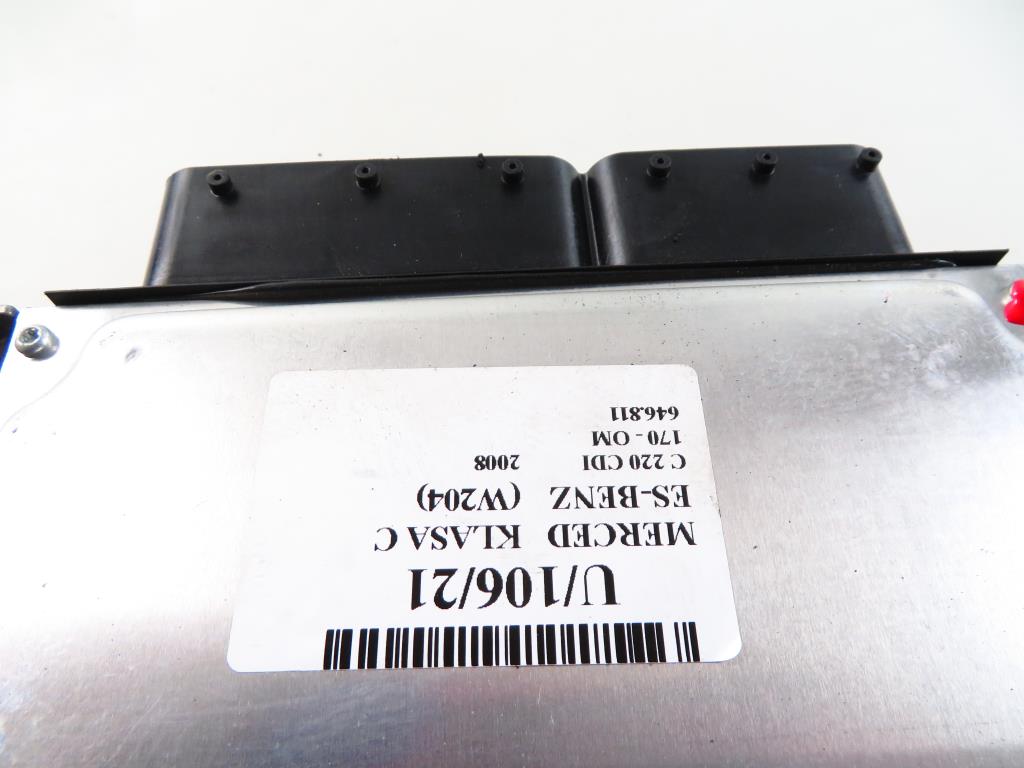 U/106/21
MERCED KLASA C
ES-BENZ (W204)
C 220 CDI 2008
170 - OM
646.811